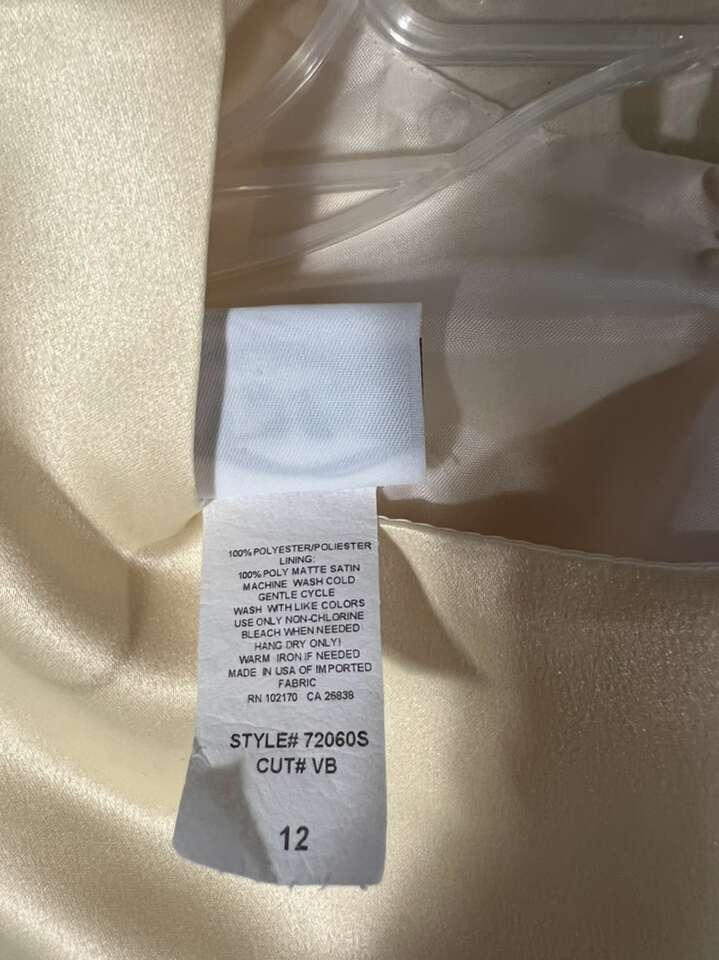 100% POLYESTER/POLIESTER
LINING:
100% POLY MATTE SATIN
MACHINE WASH COLD
GENTLE CYCLE
WASH WITH LIKE COLORS
USE ONLY NON-CHLORINE
BLEACH WHEN NEEDED
HANG DRY ONLY!
WARM IRON IF NEEDED
MADE IN USA OF IMPORTED
FABRIC
RN 102170 CA 26838
STYLE# 72060S
CUT# VB
12